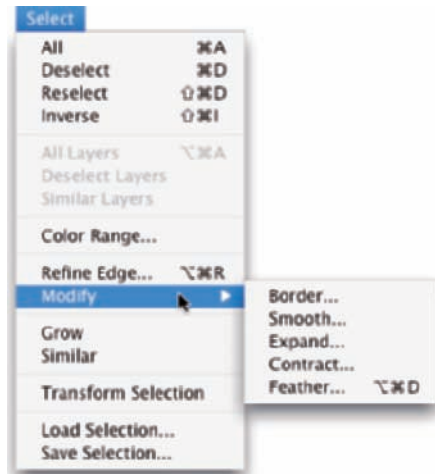 Select
All ⌘A
Deselect ⌘D
Reselect ⇧⌘D
Inverse ⇧⌘I
All Layers ⌥⌘A
Deselect Layers
Similar Layers
Color Range...
Refine Edge... ⌥⌘R
Modify
Border...
Smooth...
Expand...
Contract...
Feather... ⌥⌘D
Grow
Similar
Transform Selection
Load Selection...
Save Selection...